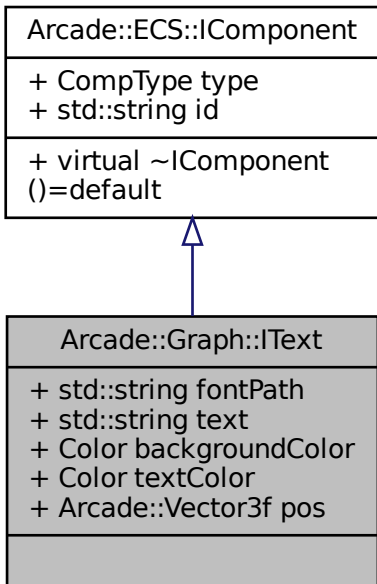 Arcade::ECS::IComponent
+ CompType type
+ std::string id
+ virtual ~IComponent
()=default
Arcade::Graph::IText
+ std::string fontPath
+ std::string text
+ Color backgroundColor
+ Color textColor
+ Arcade::Vector3f pos